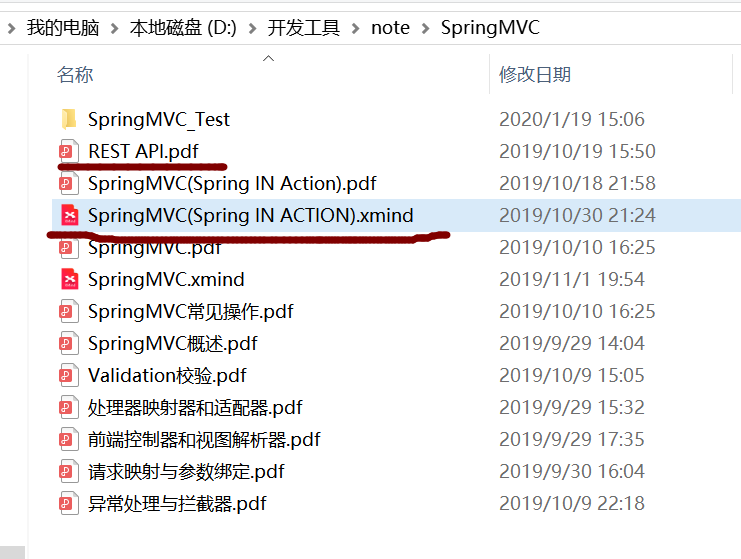 我的电脑 > 本地磁盘 (D:) > 开发工具 > note > SpringMVC
名称 修改日期
SpringMVC_Test 2020/1/19 15:06
REST API.pdf 2019/10/19 15:50
SpringMVC(Spring IN Action).pdf 2019/10/18 21:58
SpringMVC(Spring IN ACTION).xmind 2019/10/30 21:24
SpringMVC.pdf 2019/10/10 16:25
SpringMVC.xmind 2019/11/1 19:54
SpringMVC常见操作.pdf 2019/10/10 16:25
SpringMVC概述.pdf 2019/9/29 14:04
Validation校验.pdf 2019/10/9 15:05
处理器映射器和适配器.pdf 2019/9/29 15:32
前端控制器和视图解析器.pdf 2019/9/29 17:35
请求映射与参数绑定.pdf 2019/9/30 16:04
异常处理与拦截器.pdf 2019/10/9 22:18